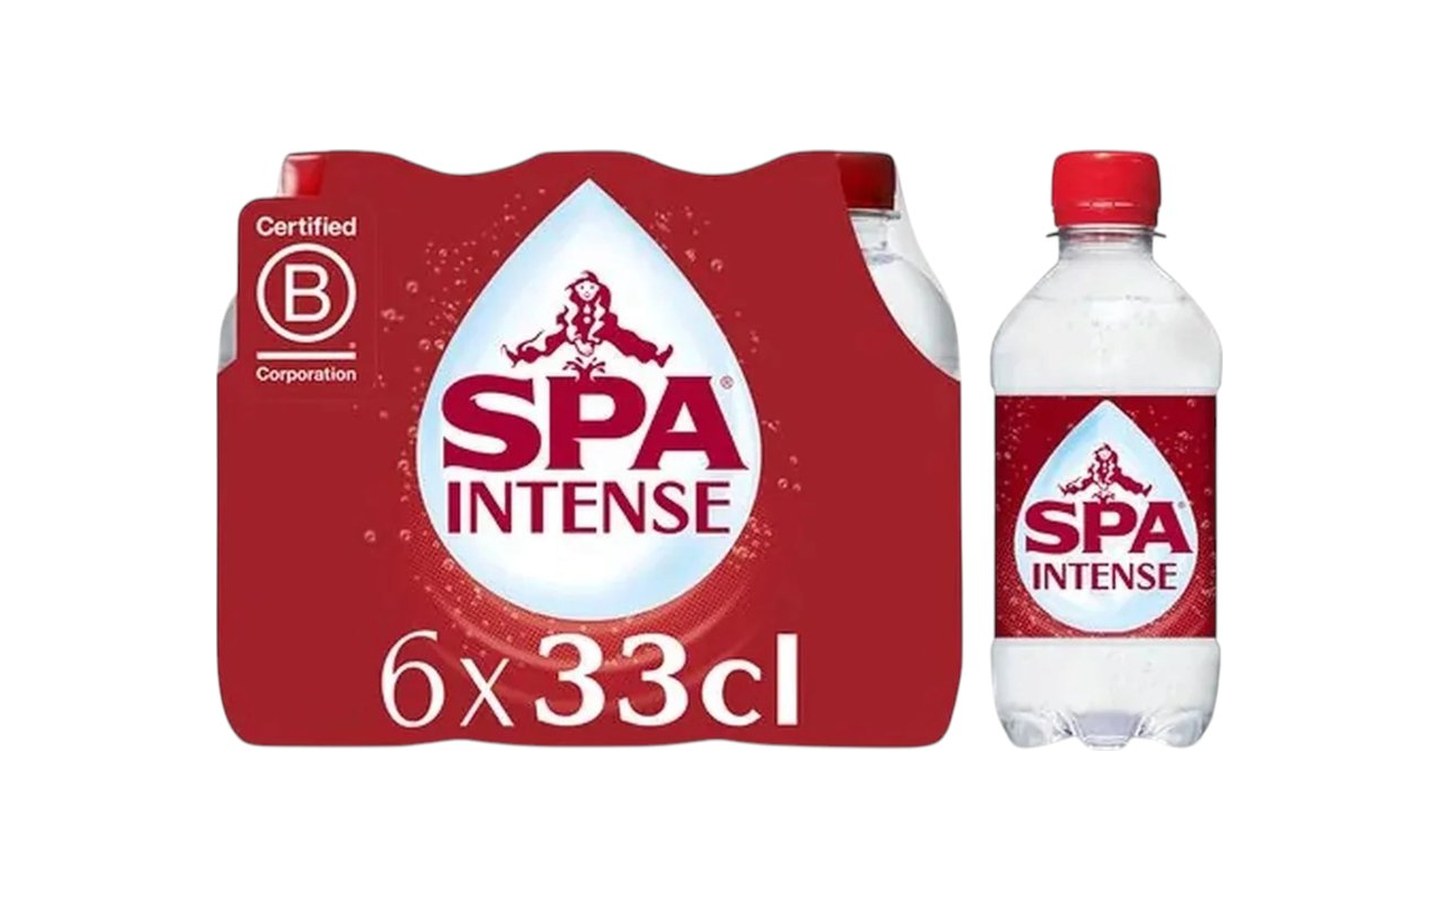 Certified
B
Corporation
SPA®
INTENSE
6x33cl
SPA®
INTENSE